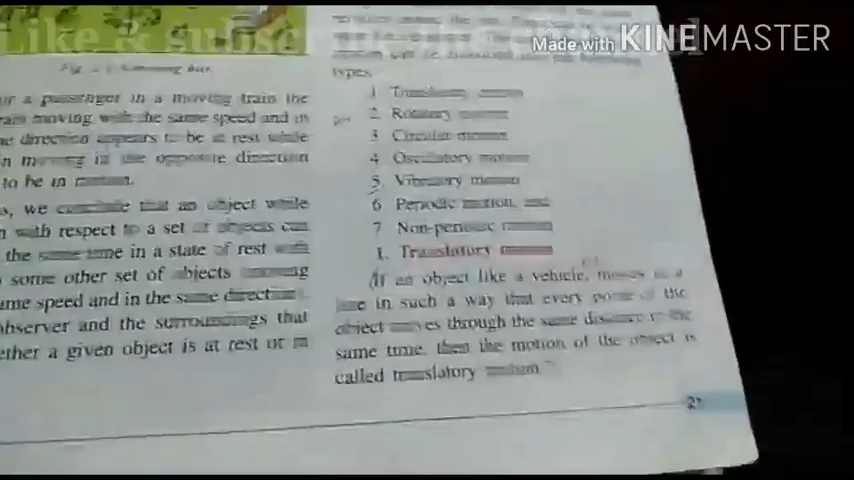 Like & subscribe
Made with KINEMASTER
types.
1 Translatory motion
2 Rotatory motion
3 Circular motion
4 Oscillatory motion
5. Vibratory motion
6 Periodic motion, and
7 Non-periodic motion
1. Translatory motion
If an object like a vehicle, moves in a
line in such a way that every point of the
object moves through the same distance in the
same time, then the motion of the object is
called translatory motion.
or a passenger in a moving train the
moving with the same speed and in
direction appears to be at rest while
moving in the opposite direction
to be in motion.
we conclude that an object while
with respect to a set of objects can
the same time in a state of rest with
some other set of objects moving
same speed and in the same direction.
observer and the surroundings that
whether a given object is at rest or in